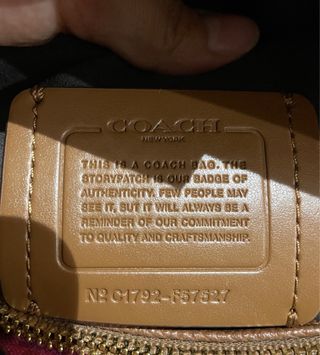 COACH
NEW YORK
THIS IS A COACH BAG. THE
STORYPATCH IS OUR BADGE OF
AUTHENTICITY. FEW PEOPLE MAY
SEE IT, BUT IT WILL ALWAYS BE A
REMINDER OF OUR COMMITMENT
TO QUALITY AND CRAFTSMANSHIP.
Nº C1792-F57527